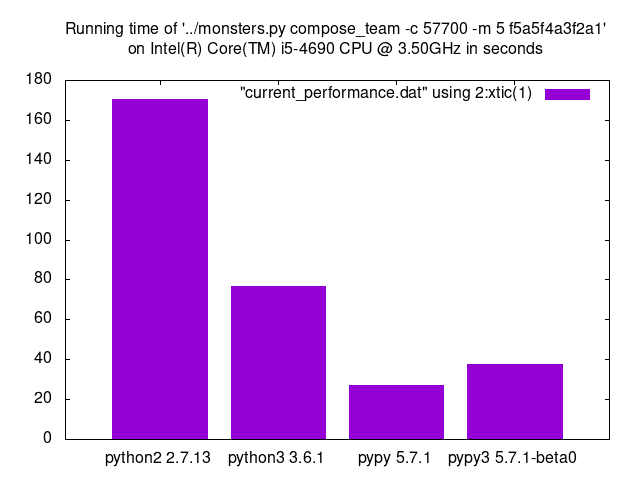 Running time of '../monsters.py compose_team -c 57700 -m 5 f5a5f4a3f2a1'
on Intel(R) Core(TM) i5-4690 CPU @ 3.50GHz in seconds
"current_performance.dat" using 2:xtic(1)
180
160
140
120
100
80
60
40
20
0
python2 2.7.13 python3 3.6.1 pypy 5.7.1 pypy3 5.7.1-beta0